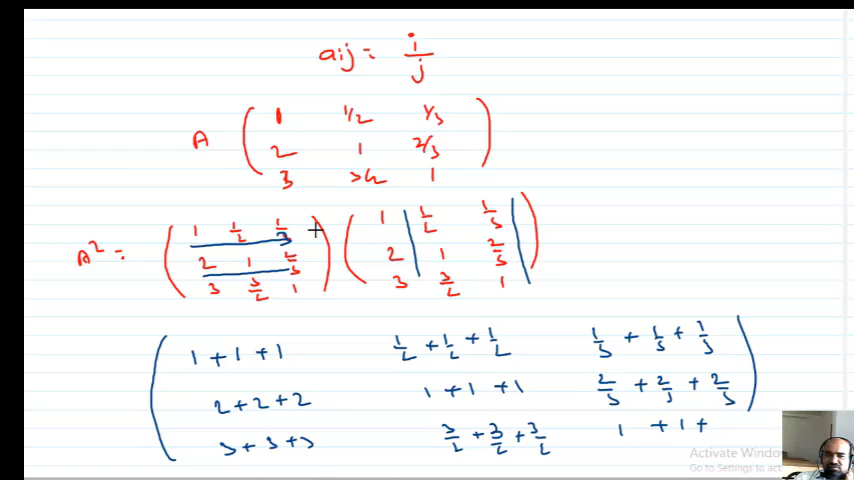 aij = i/j
A ( 1 1/2 1/3
2 1 2/3
3 3/2 1 )
A² = ( 1 1/2 1/3 ) ( 1 1/2 1/3 )
2 1 2/3 2 1 2/3
3 3/2 1 3 3/2 1
( 1 + 1 + 1 1/2 + 1/2 + 1/2 1/3 + 1/3 + 1/3 )
2 + 2 + 2 1 + 1 + 1 2/3 + 2/3 + 2/3
3 + 3 + 3 3/2 + 3/2 + 3/2 1 + 1 +
Activate Windo
Go to Settings to act